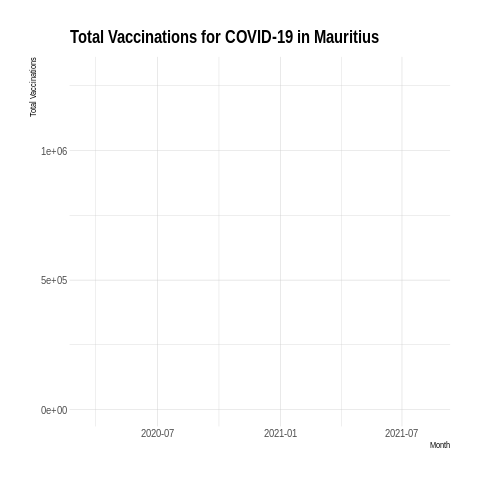 Total Vaccinations for COVID-19 in Mauritius
Total Vaccinations
1e+06
5e+05
0e+00
2020-07 2021-01 2021-07
Month